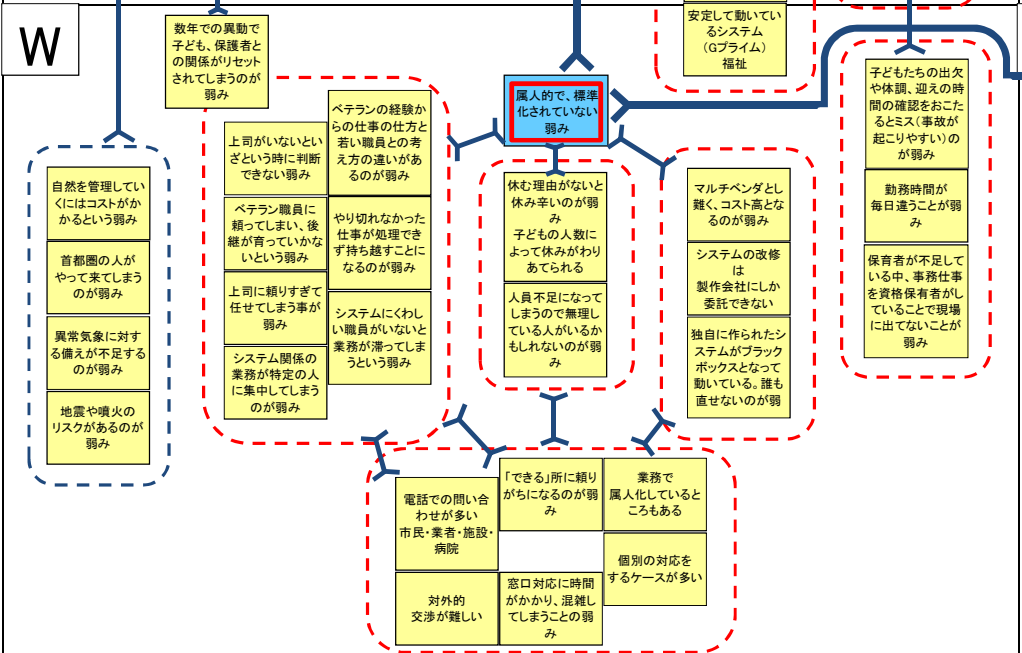 W
数年での異動で
子ども、保護者と
の関係がリセット
されてしまうのが
弱み
安定して動いてい
るシステム
（Gプライム）
福祉
属人的で、標準
化されていない
弱み
子どもたちの出欠
や体調、迎えの時
間の確認をおこた
るとミス（事故が
起こりやすい）の
が弱み
勤務時間が
毎日違うことが弱
み
保育者が不足して
いる中、事務仕事
を資格保有者がし
ていることで現場
に出てないことが
弱み
自然を管理してい
くにはコストがか
かるという弱み
首都圏の人が
やって来てしまう
のが弱み
異常気象に対す
る備えが不足する
のが弱み
地震や噴火の
リスクがあるのが
弱み
上司がいないとい
ざという時に判断
ができない弱み
ベテラン職員に
頼ってしまい、後
継が育っていかな
いという弱み
上司に頼りすぎて
任せてしまう事が
弱み
システム関係の
業務が特定の人
に集中してしまう
のが弱み
ベテランの経験か
らの仕事の仕方と
若い職員との考
え方の違いがあ
るのが弱み
やり切れなかった
仕事が処理でき
ず持ち越すことに
なるのが弱み
システムにくわし
い職員がいないと
業務が滞ってしま
うという弱み
休む理由がないと
休み辛いのが弱
み
子どもの人数に
よって休みがわり
あてられる
人員不足になって
しまうので無理し
ている人がいるか
もしれないのが弱
み
マルチベンダとし
難く、コスト高とな
るのが弱み
システムの改修
は
製作会社にしか
委託できない
独自に作られたシ
ステムがブラック
ボックスとなって
動いている。誰も
直せないのが弱
電話での問い合
わせが多い
市民・業者・施設・
病院
「できる」所に頼り
がちになるのが弱
み
業務で
属人化していると
ころもある
個別の対応を
するケースが多い
対外的
交渉が難しい
窓口対応に時間
がかかり、混雑し
てしまうことの弱
み